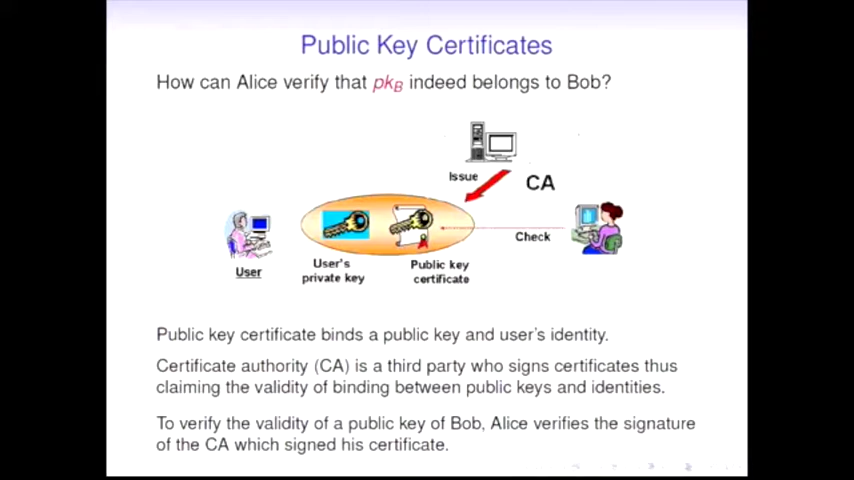 Public Key Certificates
How can Alice verify that pkB indeed belongs to Bob?
Issue
CA
Check
User
User's
private key
Public key
certificate
Public key certificate binds a public key and user's identity.
Certificate authority (CA) is a third party who signs certificates thus
claiming the validity of binding between public keys and identities.
To verify the validity of a public key of Bob, Alice verifies the signature
of the CA which signed his certificate.